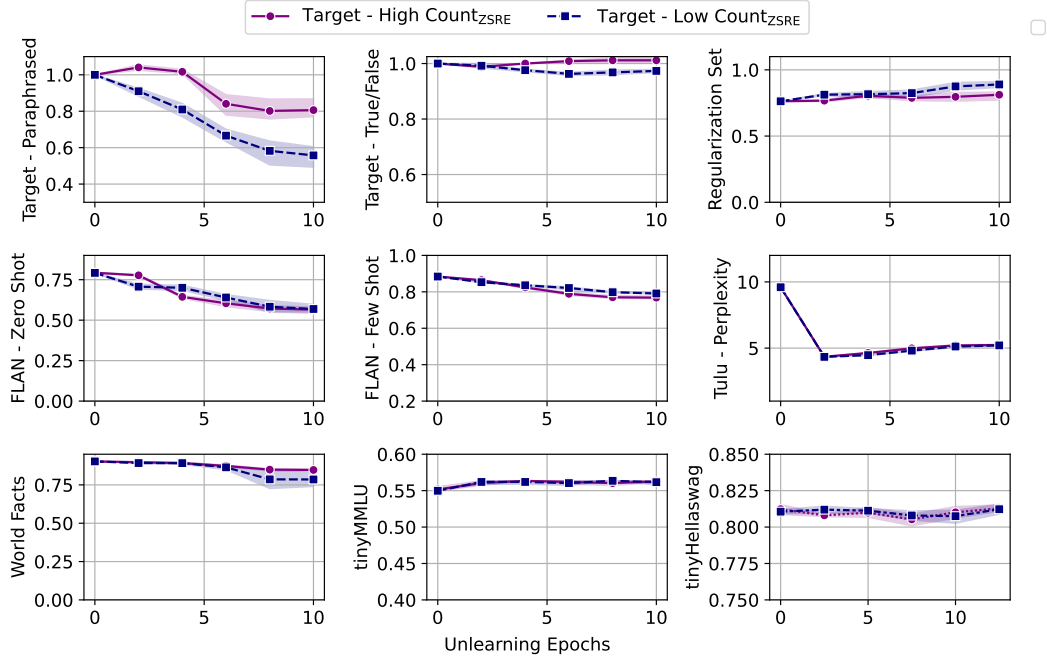 Target - High Count_ZSRE Target - Low Count_ZSRE
Target - Paraphrased
1.0
0.8
0.6
0.4
0 5 10
Target - True/False
1.0
0.8
0.6
0 5 10
Regularization Set
1.0
0.5
0.0
0 5 10
FLAN - Zero Shot
0.75
0.50
0.25
0.00
0 5 10
FLAN - Few Shot
1.0
0.8
0.6
0.4
0.2
0 5 10
Tulu - Perplexity
10
5
0 5 10
World Facts
0.75
0.50
0.25
0.00
0 5 10
tinyMMLU
0.60
0.55
0.50
0.45
0.40
0 5 10
tinyHellaswag
0.850
0.825
0.800
0.775
0.750
0 5 10
Unlearning Epochs